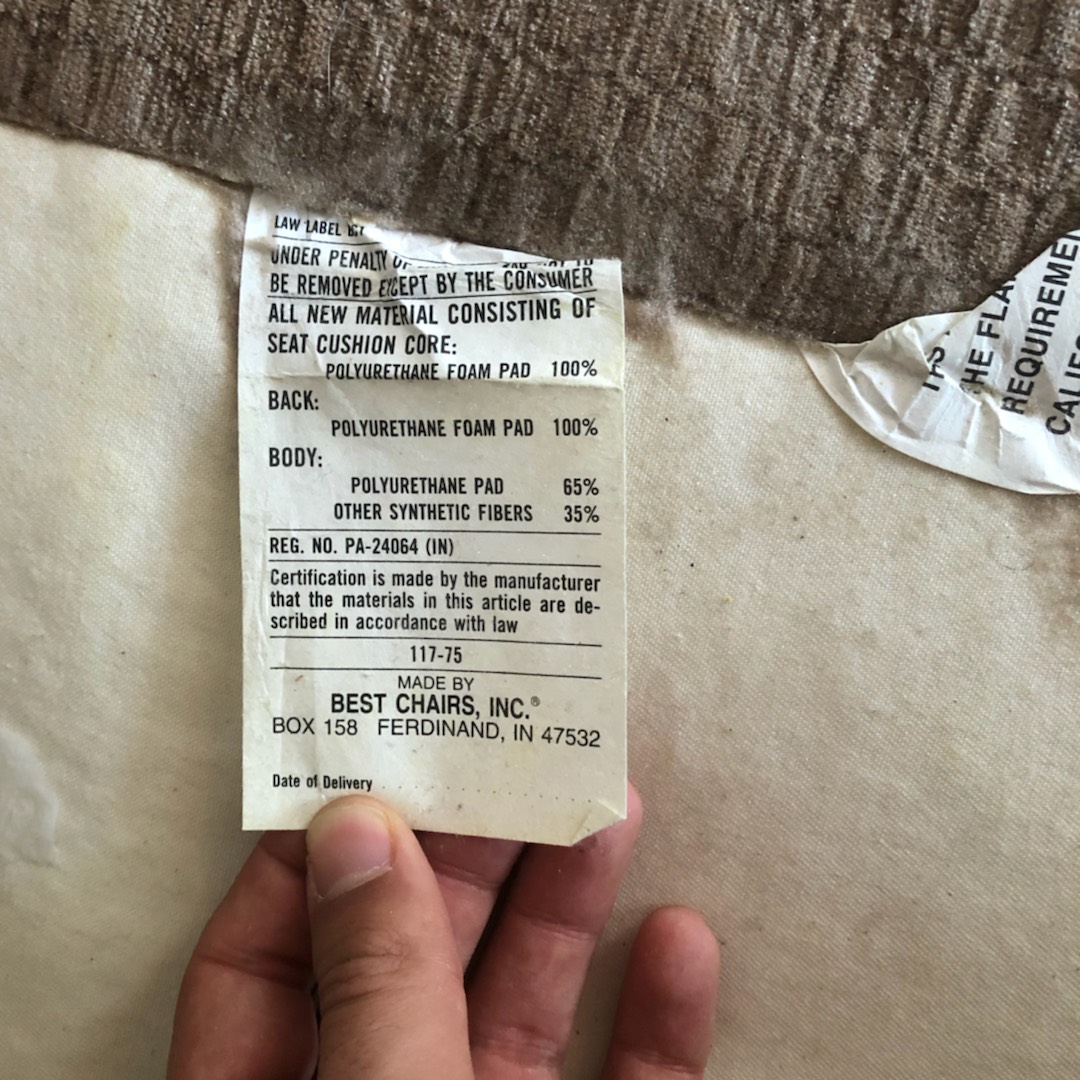 LAW LABEL BY
UNDER PENALTY OF TO
BE REMOVED EXCEPT BY THE CONSUMER
ALL NEW MATERIAL CONSISTING OF
SEAT CUSHION CORE:
POLYURETHANE FOAM PAD 100%
BACK:
POLYURETHANE FOAM PAD 100%
BODY:
POLYURETHANE PAD 65%
OTHER SYNTHETIC FIBERS 35%
REG. NO. PA-24064 (IN)
Certification is made by the manufacturer
that the materials in this article are de-
scribed in accordance with law
117-75
MADE BY
BEST CHAIRS, INC.®
BOX 158 FERDINAND, IN 47532
Date of Delivery
HE FLA
REQUIREME
CALIF